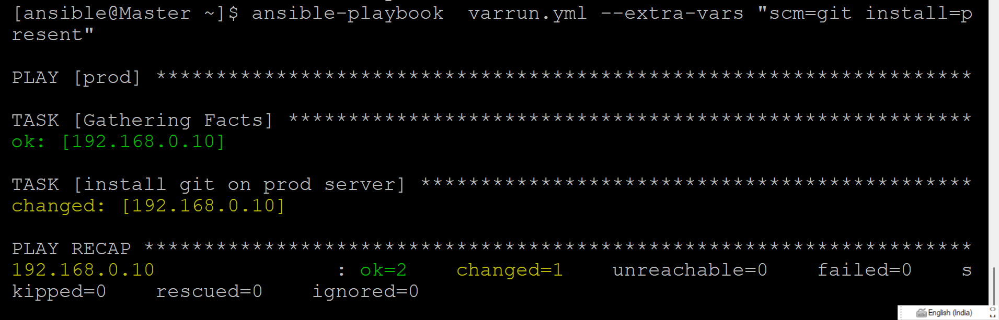 [ansible@Master ~]$ ansible-playbook  varrun.yml --extra-vars "scm=git install=p
resent"
PLAY [prod] ********************************************************************
TASK [Gathering Facts] *********************************************************
ok: [192.168.0.10]
TASK [install git on prod server] **********************************************
changed: [192.168.0.10]
PLAY RECAP *********************************************************************
192.168.0.10               : ok=2    changed=1    unreachable=0    failed=0    s
kipped=0    rescued=0    ignored=0
English (India)